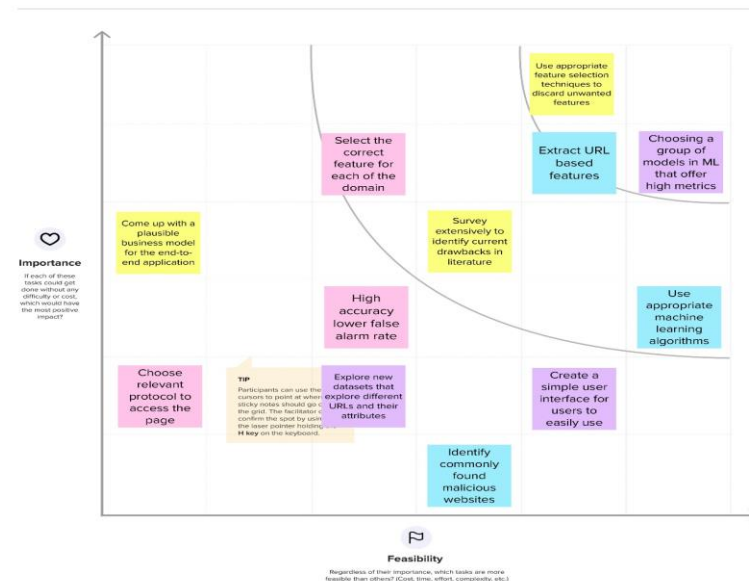 Use appropriate
feature selection
techniques to
discard unwanted
features
Select the
correct
feature for
each of the
domain
Extract URL
based
features
Choosing a
group of
models in ML
that offer
high metrics
Come up with a
plausible
business model
for the end-to-
end application
Survey
extensively to
identify current
drawbacks in
literature
Importance
If each of these
tasks could get
done without any
difficulty or cost,
which would have
the most positive
impact?
High
accuracy
lower false
alarm rate
Use
appropriate
machine
learning
algorithms
Choose
relevant
protocol to
access the
page
TIP
Participants can use the
cursors to point at where
sticky notes should go
the grid. The facilitator
confirm the spot by using
the laser pointer holding
H key on the keyboard.
Explore new
datasets that
explore different
URLs and their
attributes
Create a
simple user
interface for
users to
easily use
Identify
commonly
found
malicious
websites
Feasibility
Regardless of their importance, which tasks are more
feasible than others? (Cost, time, effort, complexity, etc.)